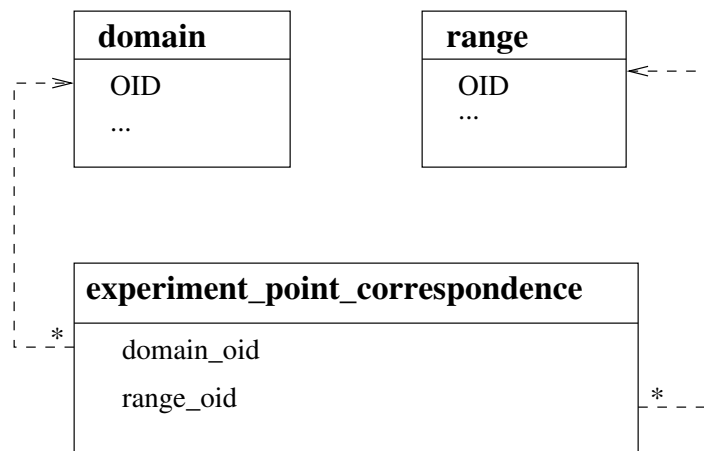 domain
OID
...
range
OID
...
experiment_point_correspondence
* domain_oid
range_oid *